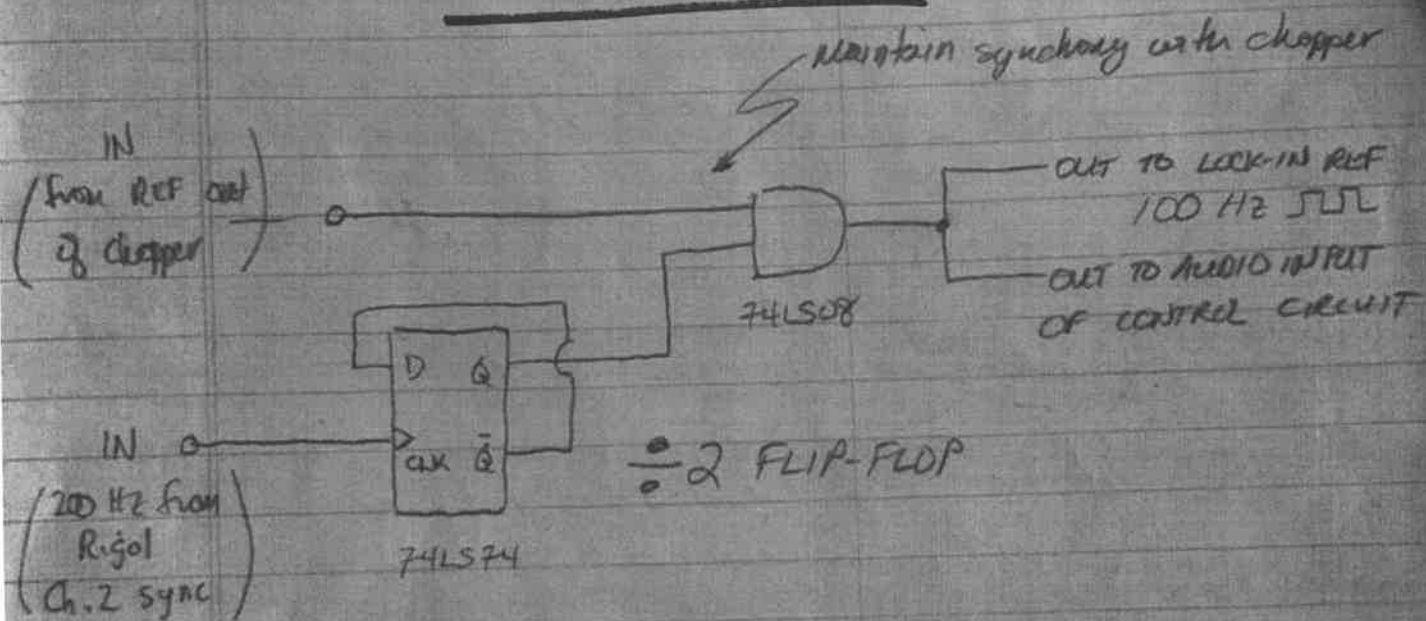 Maintain synchony with chopper
IN
(from REF out
of chopper)
OUT TO LOCK-IN REF
100 Hz
OUT TO AUDIO INPUT
OF CONTROL CIRCUIT
74LS08
D Q
CLK Q̄
IN
(200 Hz from
Rigol
Ch. 2 sync)
÷2 FLIP-FLOP
74LS74